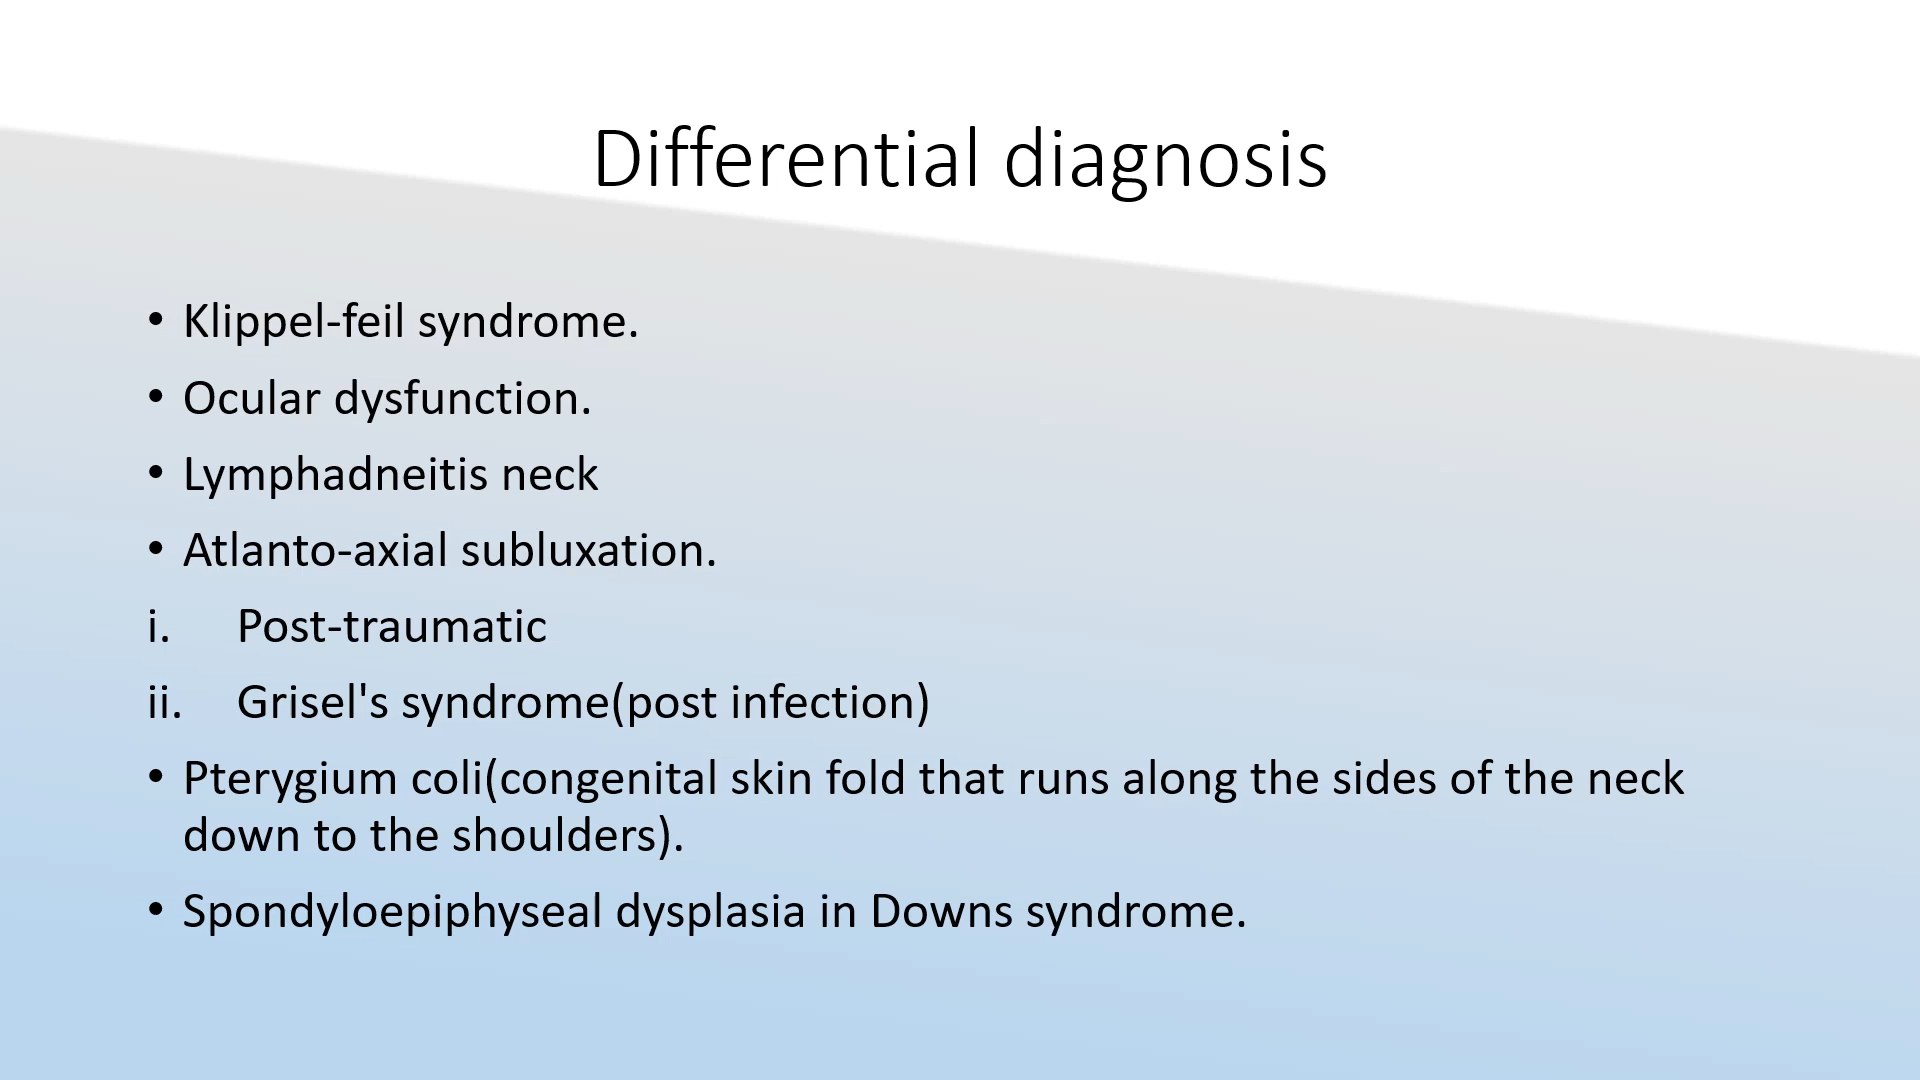 Differential diagnosis
• Klippel-feil syndrome.
• Ocular dysfunction.
• Lymphadneitis neck
• Atlanto-axial subluxation.
i. Post-traumatic
ii. Grisel's syndrome(post infection)
• Pterygium coli(congenital skin fold that runs along the sides of the neck
down to the shoulders).
• Spondyloepiphyseal dysplasia in Downs syndrome.